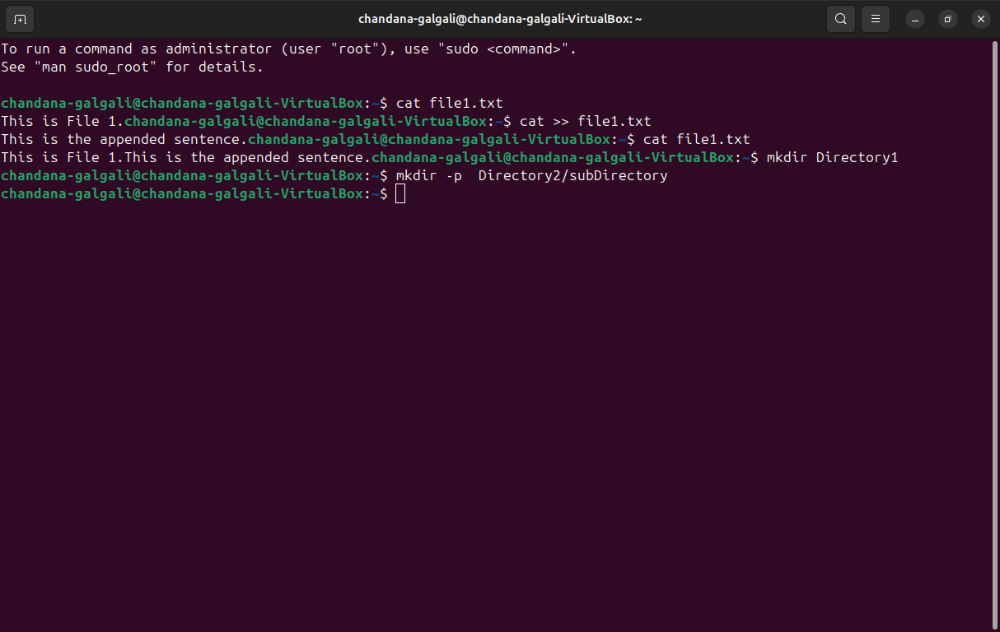 chandana-galgali@chandana-galgali-VirtualBox: ~
To run a command as administrator (user "root"), use "sudo <command>".
See "man sudo_root" for details.
chandana-galgali@chandana-galgali-VirtualBox:~$ cat file1.txt
This is File 1.chandana-galgali@chandana-galgali-VirtualBox:~$ cat >> file1.txt
This is the appended sentence.chandana-galgali@chandana-galgali-VirtualBox:~$ cat file1.txt
This is File 1.This is the appended sentence.chandana-galgali@chandana-galgali-VirtualBox:~$ mkdir Directory1
chandana-galgali@chandana-galgali-VirtualBox:~$ mkdir -p  Directory2/subDirectory
chandana-galgali@chandana-galgali-VirtualBox:~$